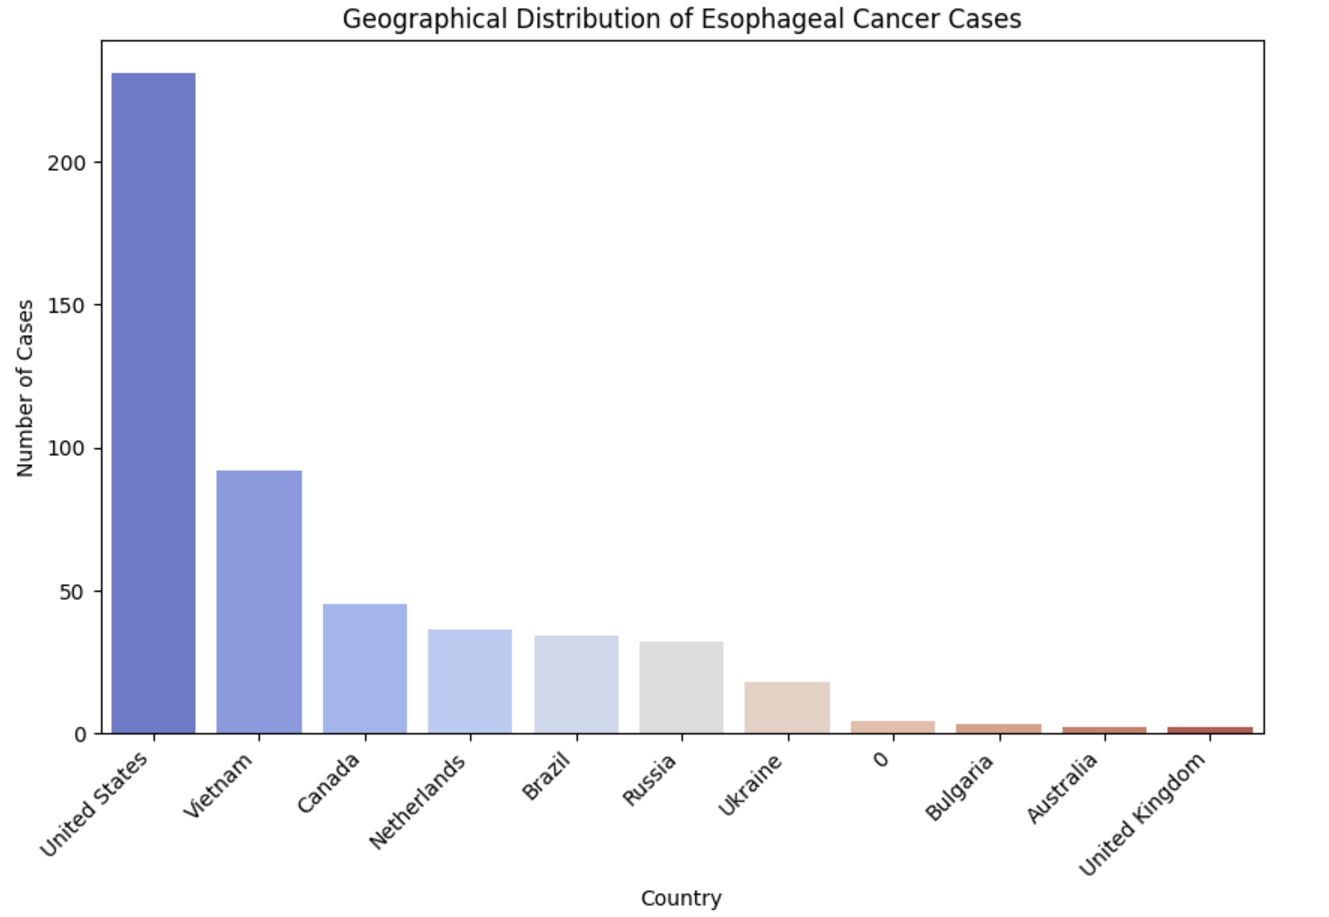 Geographical Distribution of Esophageal Cancer Cases
Number of Cases
200
150
100
50
0
United States
Vietnam
Canada
Netherlands
Brazil
Russia
Ukraine
0
Bulgaria
Australia
United Kingdom
Country